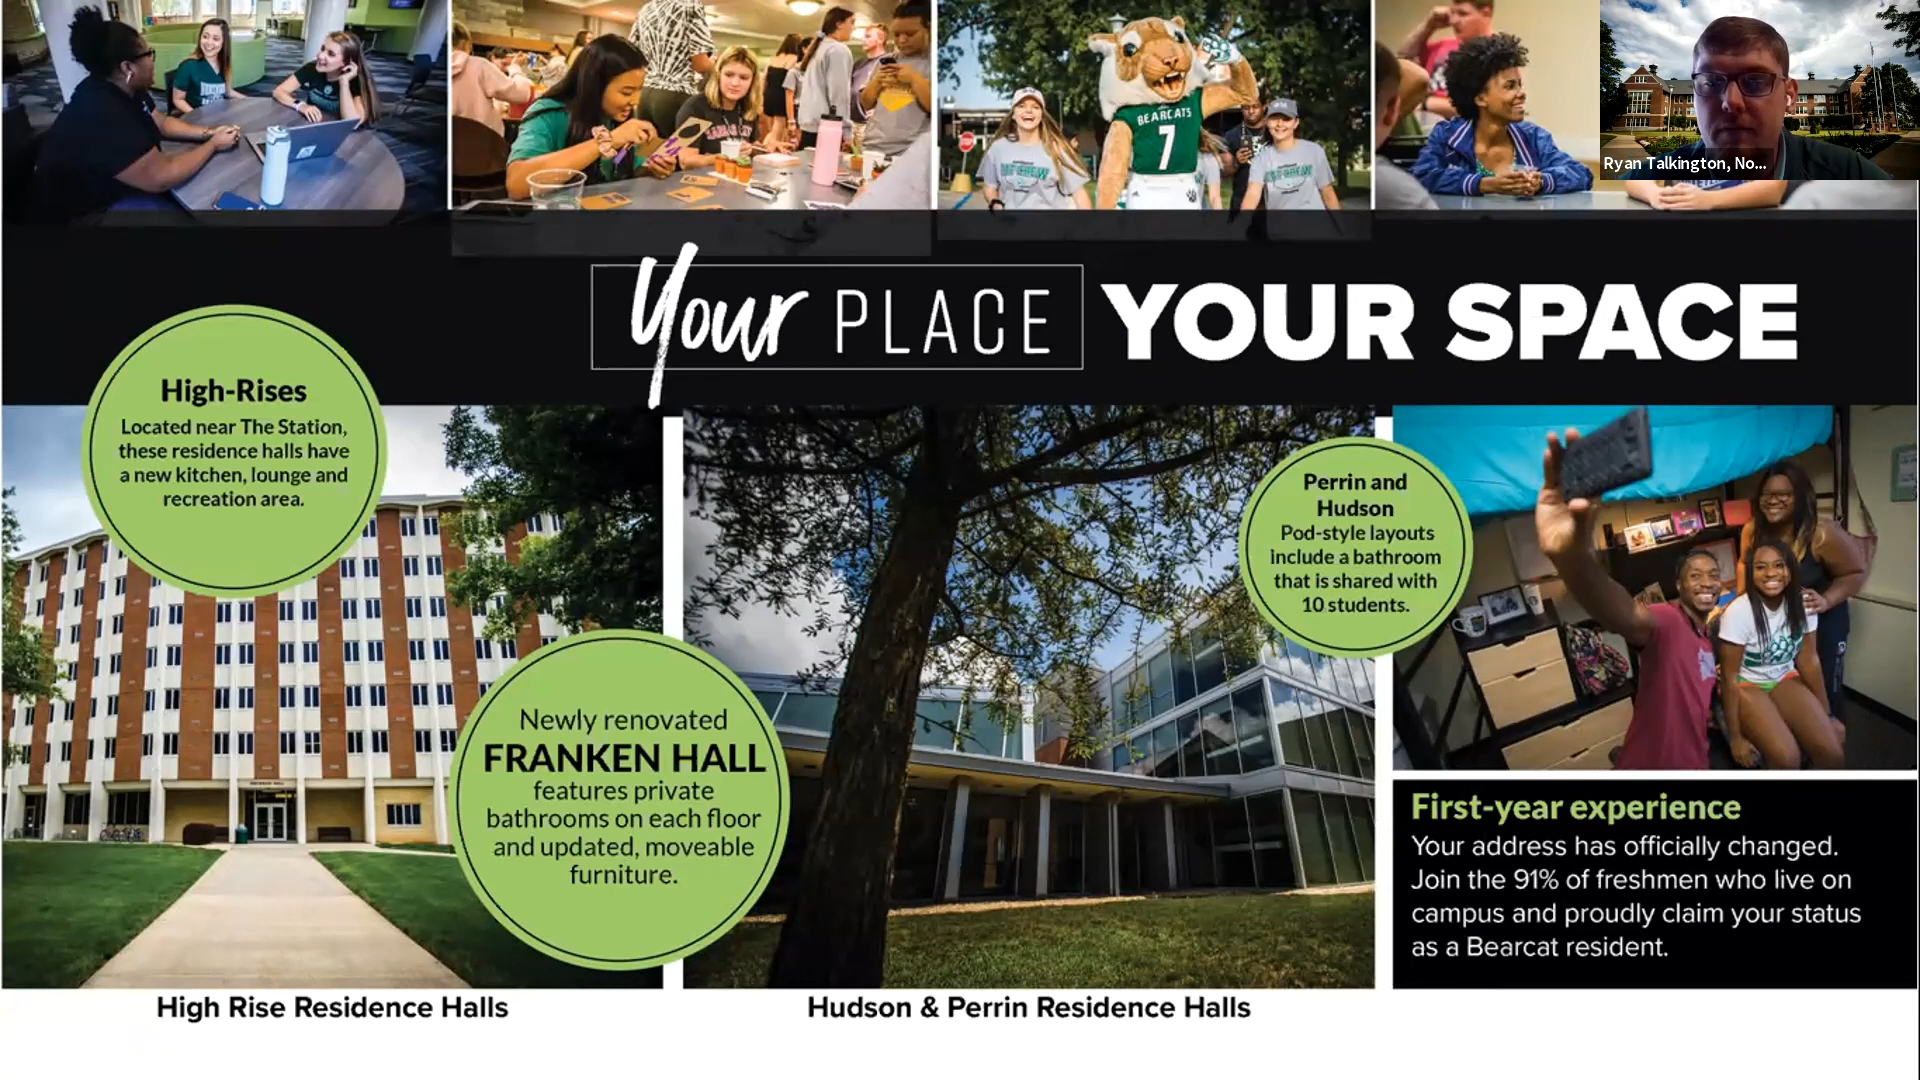 BEARCATS
7
Ryan Talkington, No...
Your PLACE YOUR SPACE
High-Rises
Located near The Station,
these residence halls have
a new kitchen, lounge and
recreation area.
Perrin and
Hudson
Pod-style layouts
include a bathroom
that is shared with
10 students.
Newly renovated
FRANKEN HALL
features private
bathrooms on each floor
and updated, moveable
furniture.
First-year experience
Your address has officially changed.
Join the 91% of freshmen who live on
campus and proudly claim your status
as a Bearcat resident.
High Rise Residence Halls
Hudson & Perrin Residence Halls